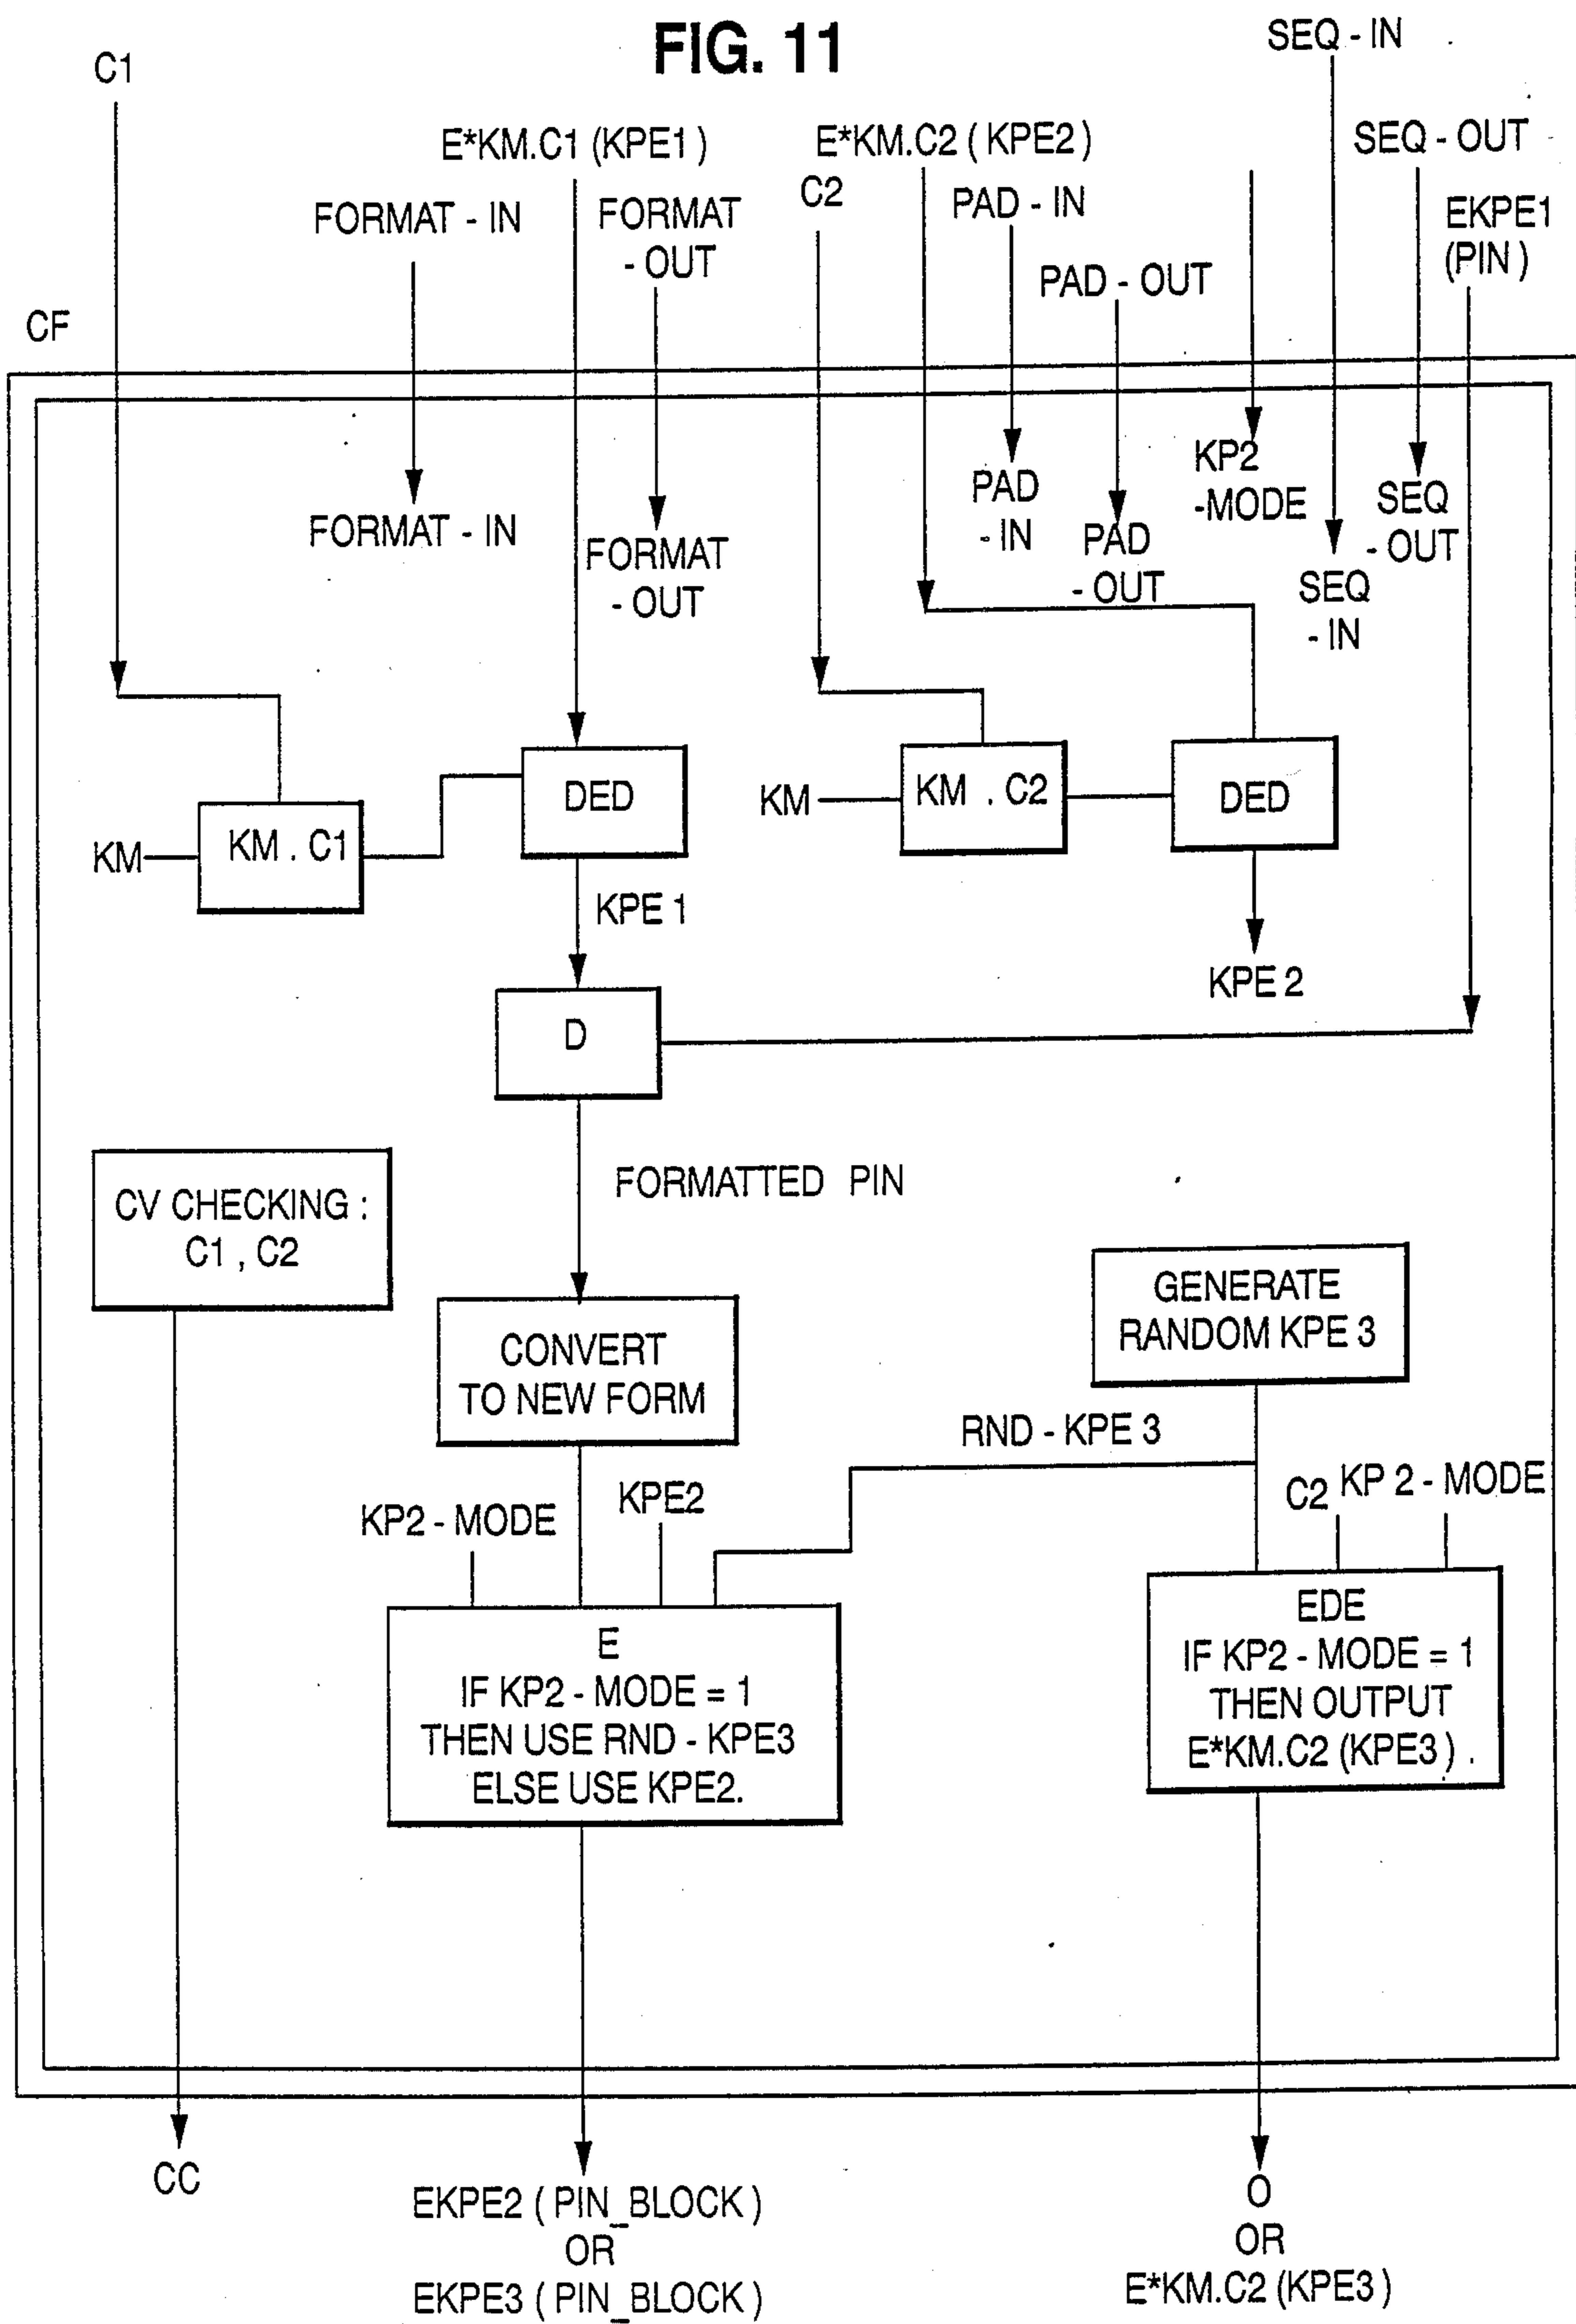 FIG. 11
C1
SEQ - IN
SEQ - OUT
E*KM.C1 (KPE1)
E*KM.C2 ( KPE2 )
C2
PAD - IN
FORMAT - IN
FORMAT
- OUT
EKPE1
(PIN)
PAD - OUT
CF
FORMAT - IN
FORMAT
- OUT
PAD
- IN
PAD
- OUT
KP2
-MODE
SEQ
- OUT
SEQ
- IN
KM
KM . C1
DED
KM
KM . C2
DED
KPE 1
KPE 2
D
FORMATTED PIN
CV CHECKING :
C1 , C2
CONVERT
TO NEW FORM
GENERATE
RANDOM KPE 3
RND - KPE 3
KP2 - MODE
KPE2
C2
KP 2 - MODE
E
IF KP2 - MODE = 1
THEN USE RND - KPE3
ELSE USE KPE2.
EDE
IF KP2 - MODE = 1
THEN OUTPUT
E*KM.C2 (KPE3) .
CC
EKPE2 ( PIN_BLOCK )
OR
EKPE3 ( PIN_BLOCK )
O
OR
E*KM.C2 (KPE3 )